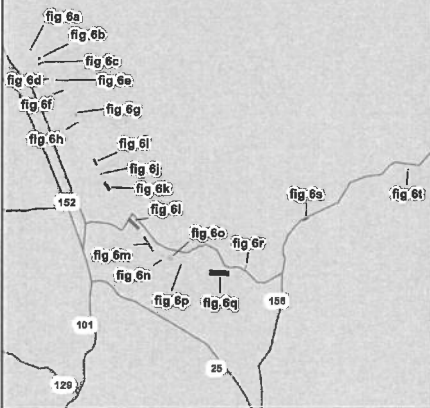 fig 6a
fig 6b
fig 6c
fig 6d
fig 6e
fig 6f
fig 6g
fig 6h
fig 6i
fig 6j
fig 6k
152
fig 6s
fig 6t
fig 6l
fig 6o
fig 6r
fig 6m
fig 6n
fig 6p
fig 6q
156
101
25
129